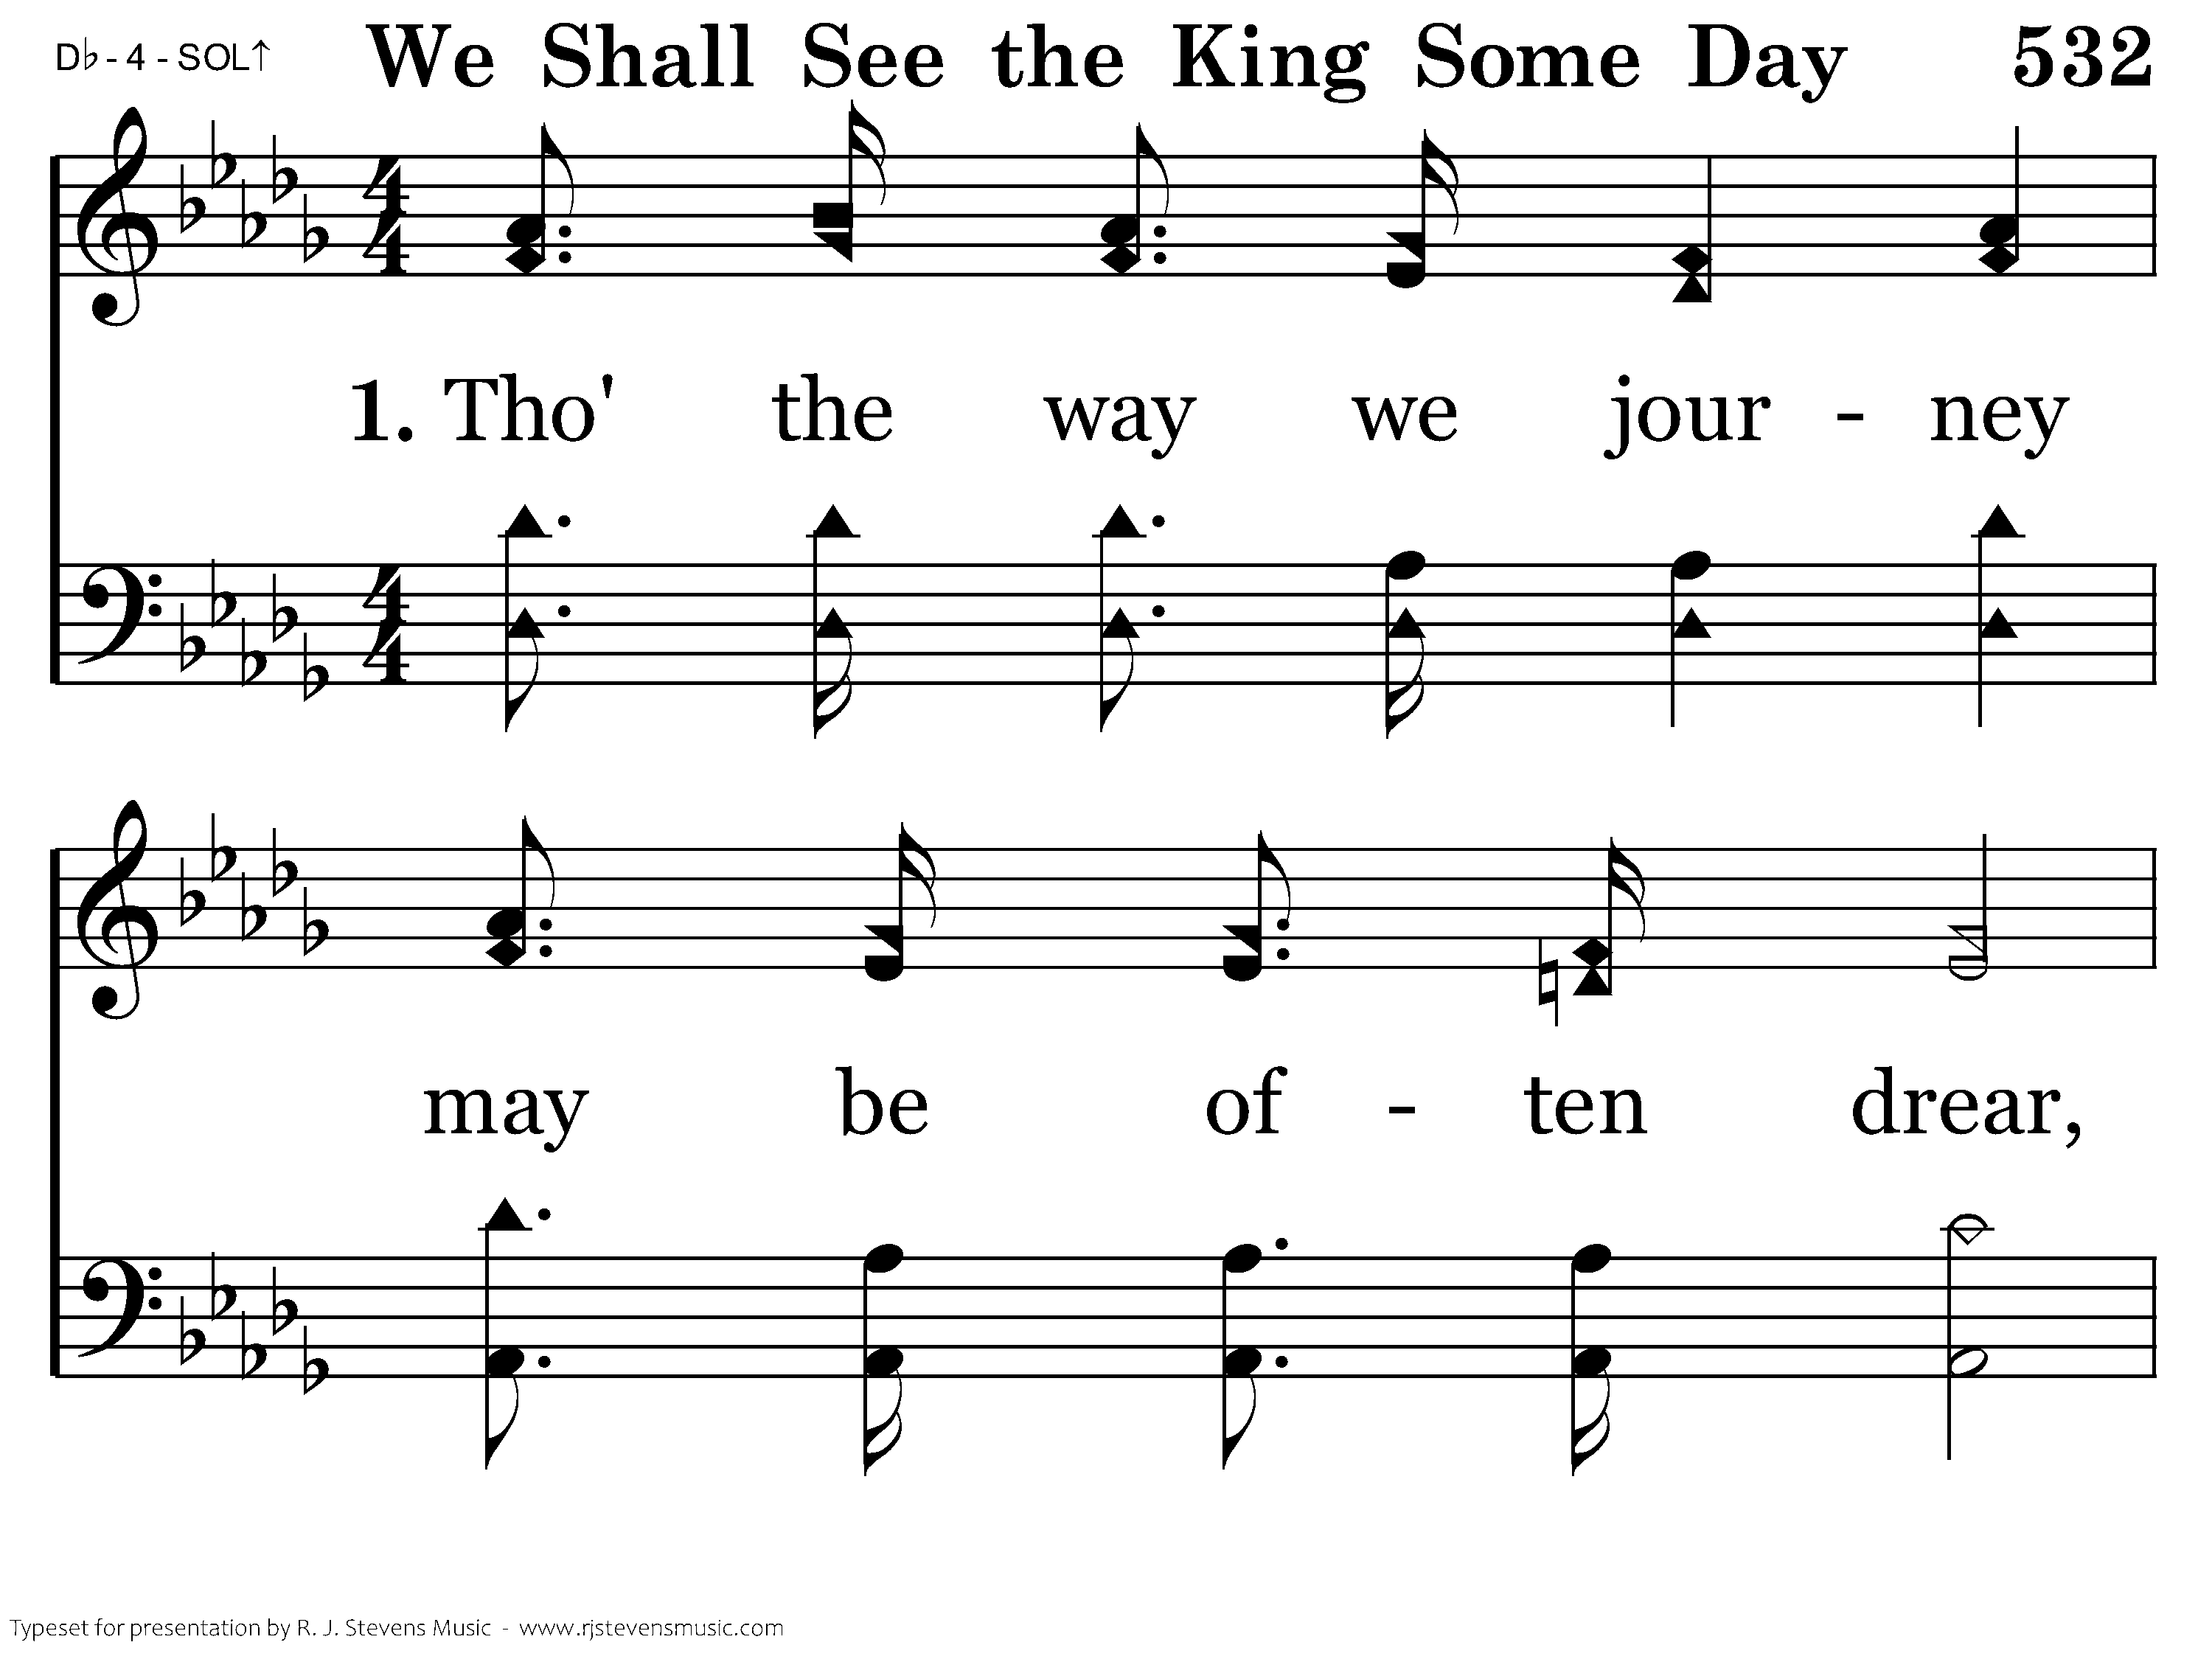 D♭ - 4 - SOL↑ We Shall See the King Some Day 532
1. Tho' the way we jour - ney
may be of - ten drear,
Typeset for presentation by R. J. Stevens Music - www.rjstevensmusic.com